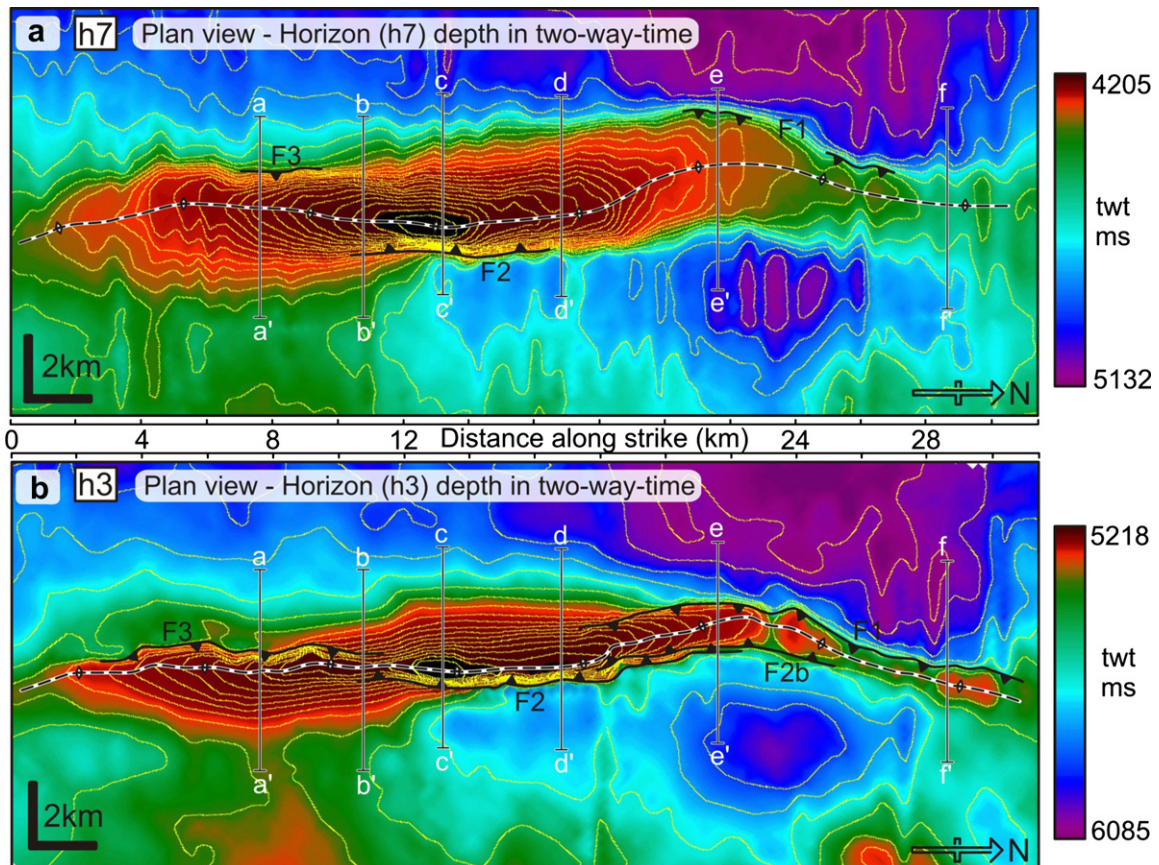 a h7 Plan view - Horizon (h7) depth in two-way-time
4205
twt
ms
5132
a b c d e f
F3 F2 F1
a' b' c' d' e' f'
2km
N
0 4 8 12 Distance along strike (km) 24 28
b h3 Plan view - Horizon (h3) depth in two-way-time
5218
twt
ms
6085
a b c d e f
F3 F2 F2b F1
a' b' c' d' e' f'
2km
N